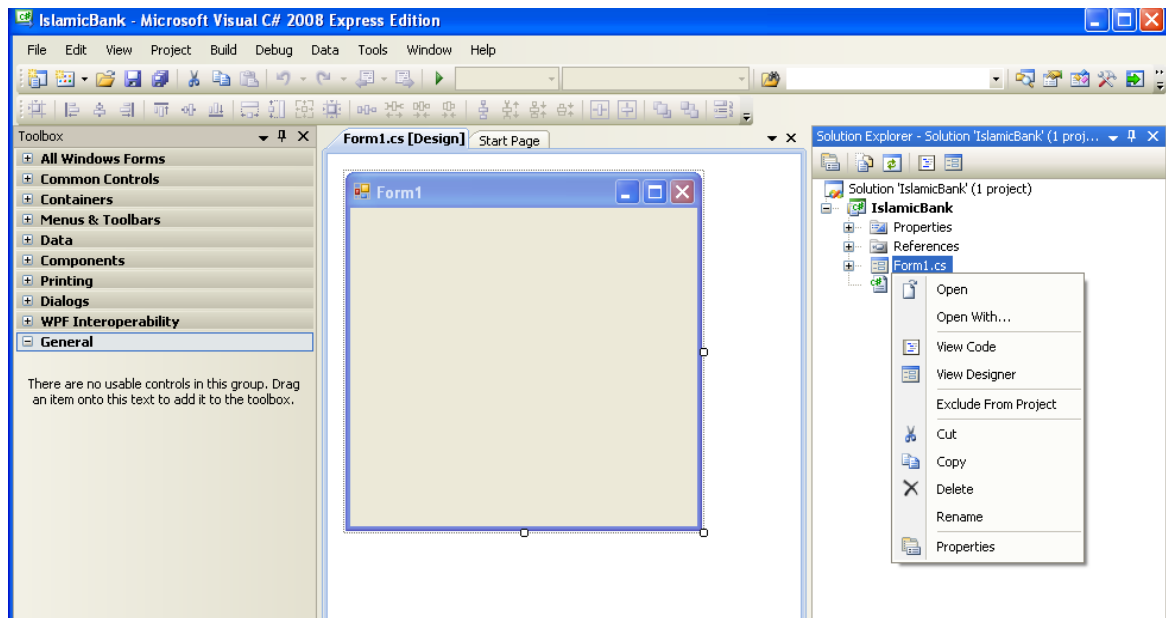 IslamicBank - Microsoft Visual C# 2008 Express Edition
File Edit View Project Build Debug Data Tools Window Help
Toolbox
All Windows Forms
Common Controls
Containers
Menus & Toolbars
Data
Components
Printing
Dialogs
WPF Interoperability
General
There are no usable controls in this group. Drag
an item onto this text to add it to the toolbox.
Form1.cs [Design] Start Page
Form1
Solution Explorer - Solution 'IslamicBank' (1 proj...
Solution 'IslamicBank' (1 project)
IslamicBank
Properties
References
Form1.cs
Open
Open With...
View Code
View Designer
Exclude From Project
Cut
Copy
Delete
Rename
Properties